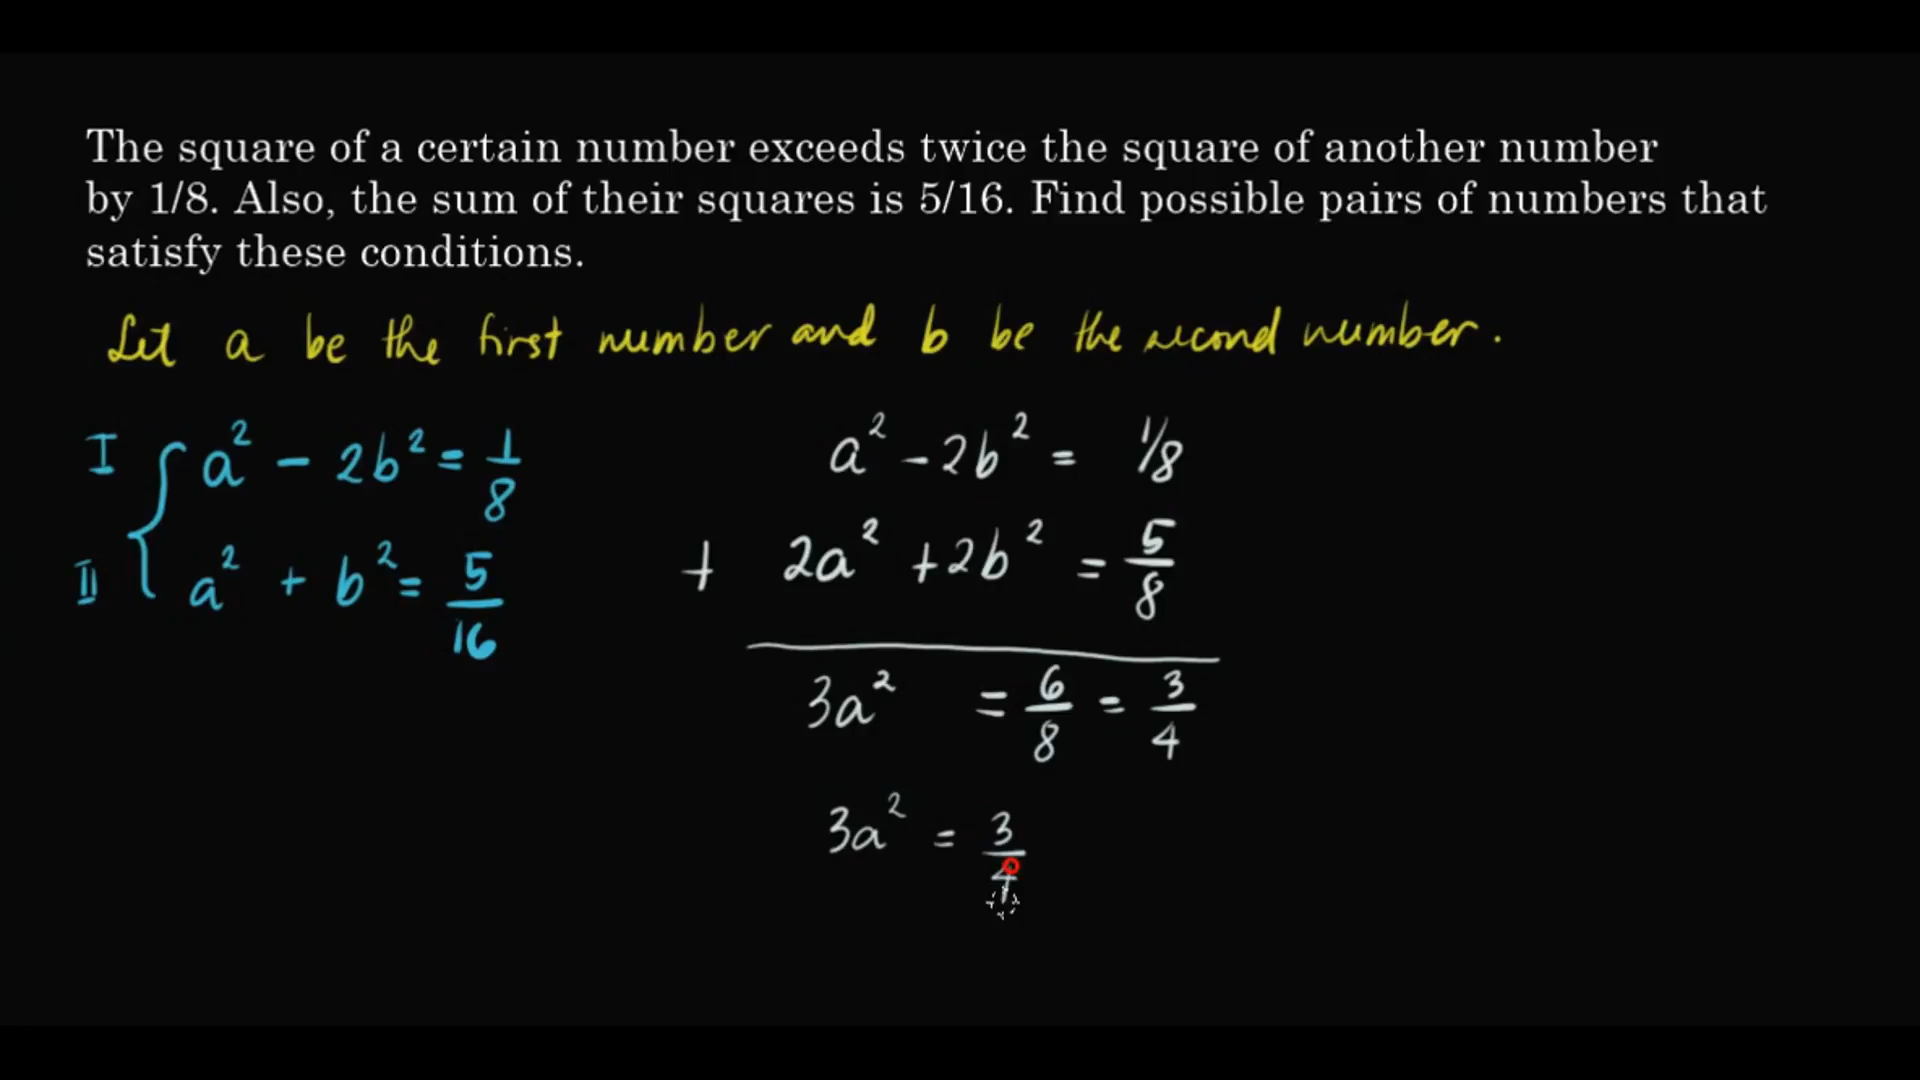 The square of a certain number exceeds twice the square of another number
by 1/8. Also, the sum of their squares is 5/16. Find possible pairs of numbers that
satisfy these conditions.
Let a be the first number and b be the second number.
I a² - 2b² = 1/8
II a² + b² = 5/16
a² - 2b² = 1/8
+ 2a² + 2b² = 5/8
3a² = 6/8 = 3/4
3a² = 3/4